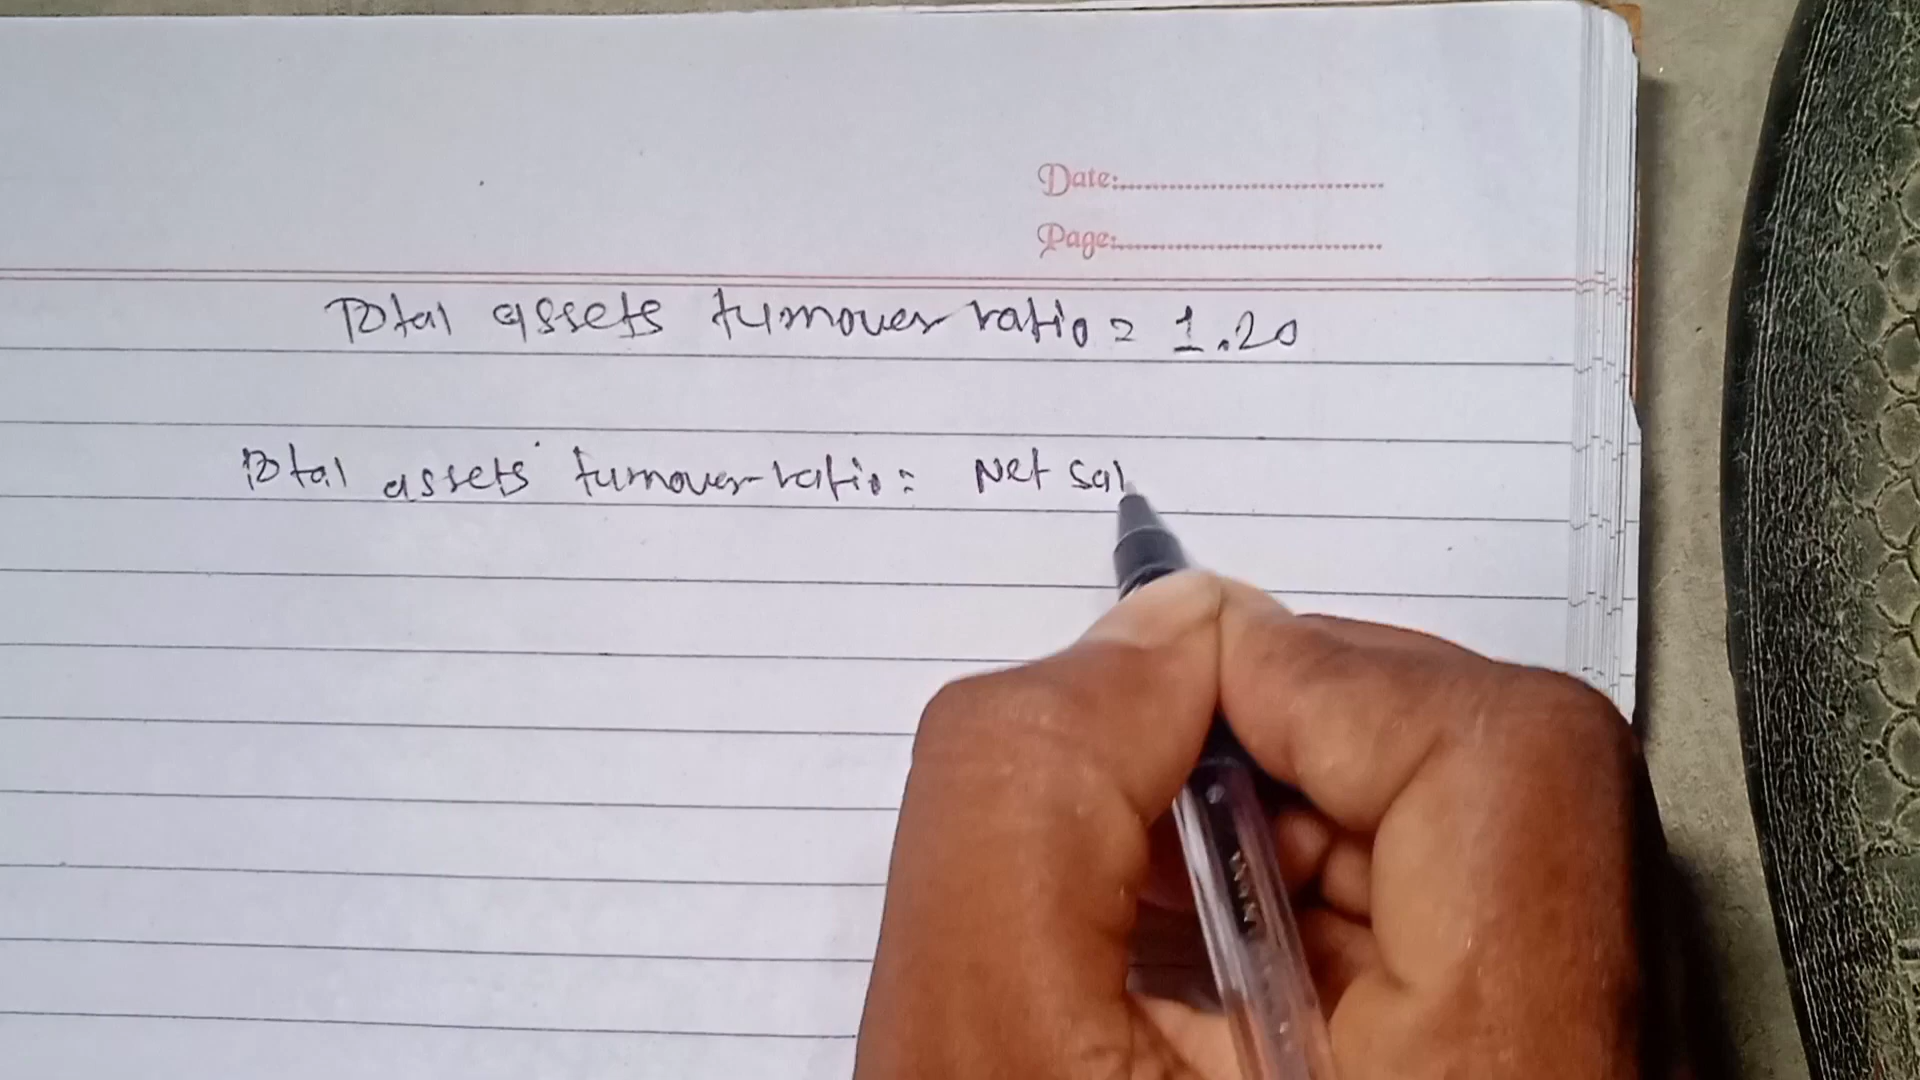 Date:
Page:
Total assets turnover ratio = 1.20
Total assets turnover ratio = Net Sal